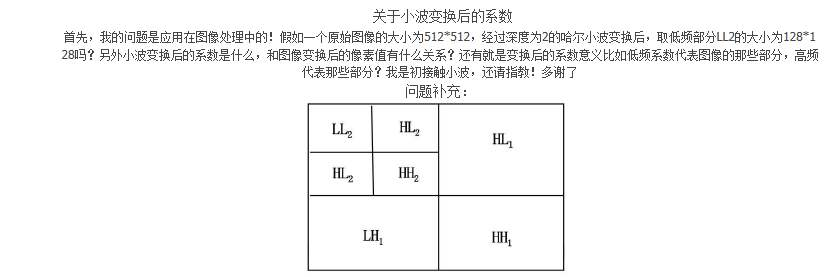 关于小波变换后的系数
首先，我的问题是应用在图像处理中的！假如一个原始图像的大小为512*512，经过深度为2的哈尔小波变换后，取低频部分LL2的大小为128*1
28吗？另外小波变换后的系数是什么，和图像变换后的像素值有什么关系？还有就是变换后的系数意义比如低频系数代表图像的那些部分，高频
代表那些部分？我是初接触小波，还请指教！多谢了
问题补充：
LL₂ HL₂
HL₁
HL₂ HH₂
LH₁ HH₁